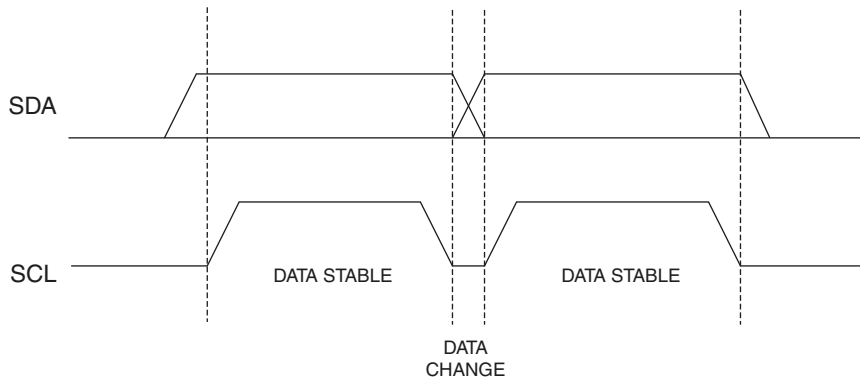 SDA
SCL
DATA STABLE
DATA STABLE
DATA
CHANGE